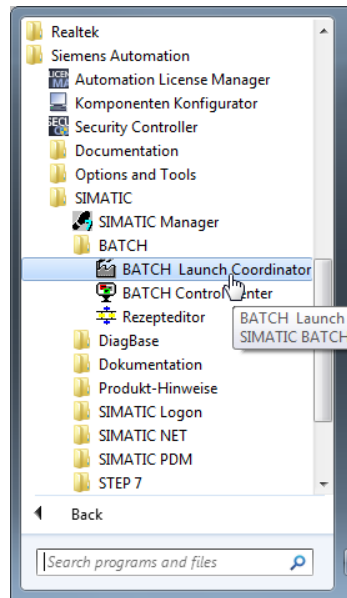 Realtek
Siemens Automation
Automation License Manager
Komponenten Konfigurator
Security Controller
Documentation
Options and Tools
SIMATIC
SIMATIC Manager
BATCH
BATCH Launch Coordinator
BATCH Control
Rezepteditor
BATCH Launch
SIMATIC BATCH
DiagBase
Dokumentation
Produkt-Hinweise
SIMATIC Logon
SIMATIC NET
SIMATIC PDM
STEP 7
Back
Search programs and files